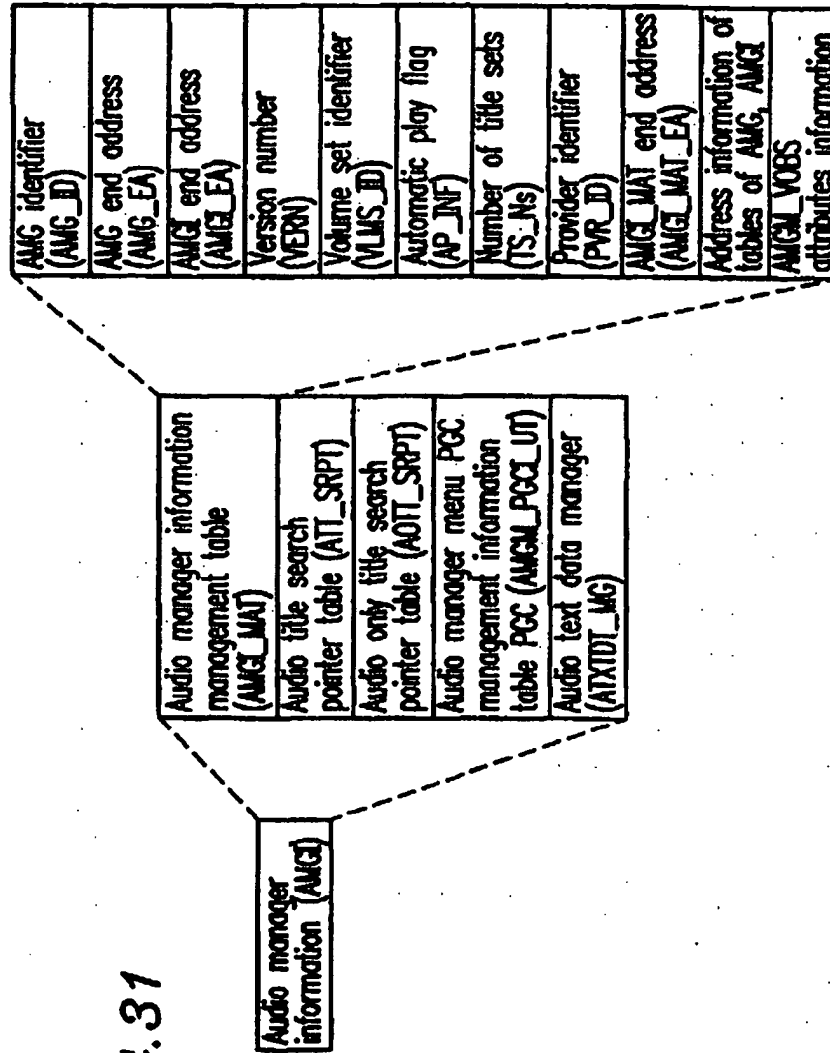 .31
Audio manager
information (AMGI)
Audio manager information
management table
(AMGI_MAT)
Audio title search
pointer table (ATT_SRPT)
Audio only title search
pointer table (AOTT_SRPT)
Audio manager menu PGC
management information
table PGC (AMGM_PGCI_UT)
Audio text data manager
(ATXTDT_MG)
AMG identifier
(AMG_ID)
AMG end address
(AMG_EA)
AMGI end address
(AMGI_EA)
Version number
(VERN)
Volume set identifier
(VLMS_ID)
Automatic play flag
(AP_INF)
Number of title sets
(TS_Ns)
Provider identifier
(PVR_ID)
AMGI_MAT end address
(AMGI_MAT_EA)
Address information of
tables of AMG, AMGI
AMGM_VOBS
attributes information